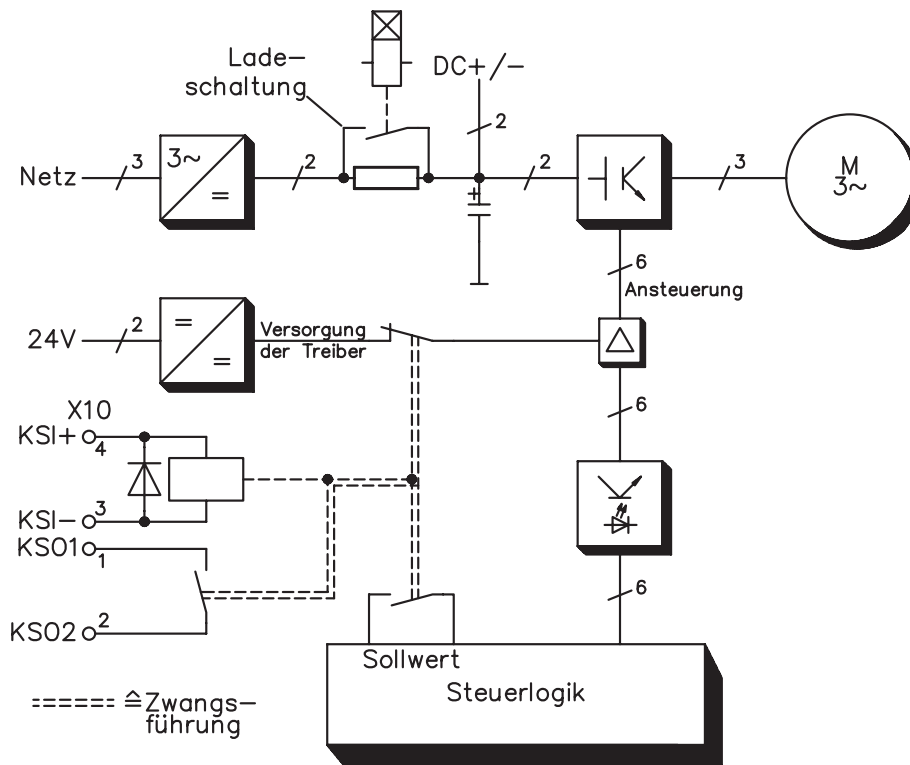 Lade-
schaltung
DC+/-
2
Netz
3
3~
=
2
+
2
3
M
3~
6
Ansteuerung
24V
2
=
=
Versorgung
der Treiber
6
X10
KSI+
4
KSI-
3
KSO1
1
KSO2
2
6
Sollwert
Steuerlogik
====== ≙Zwangs-
führung